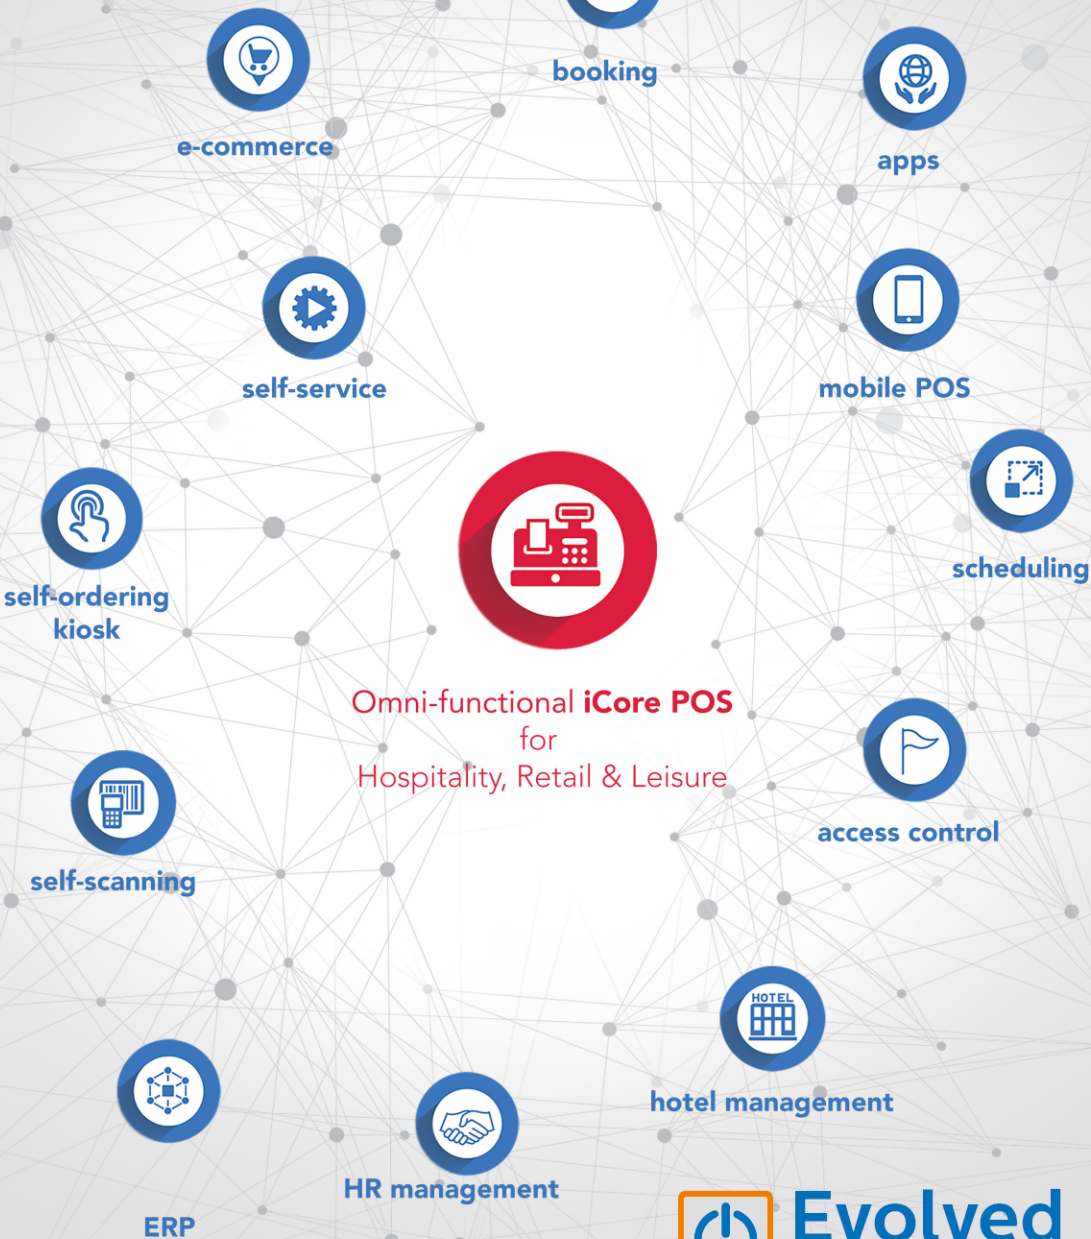 booking
e-commerce
apps
self-service
mobile POS
scheduling
self-ordering
kiosk
Omni-functional iCore POS
for
Hospitality, Retail & Leisure
access control
self-scanning
HOTEL
hotel management
HR management
ERP
Evolved